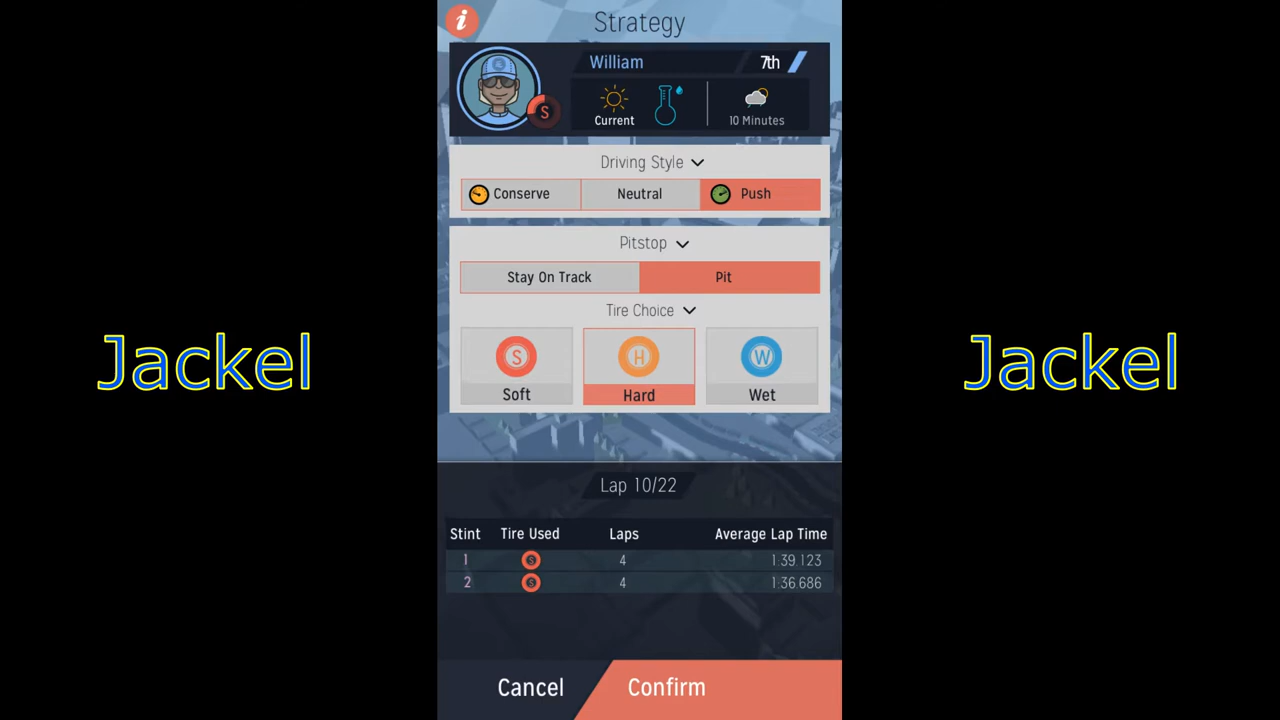 i
Strategy
William 7th
S
Current 10 Minutes
Driving Style
Conserve Neutral Push
Pitstop
Stay On Track Pit
Tire Choice
S H W
Soft Hard Wet
Jackel Jackel
Lap 10/22
Stint Tire Used Laps Average Lap Time
1 S 4 1:39.123
2 S 4 1:36.686
Cancel Confirm